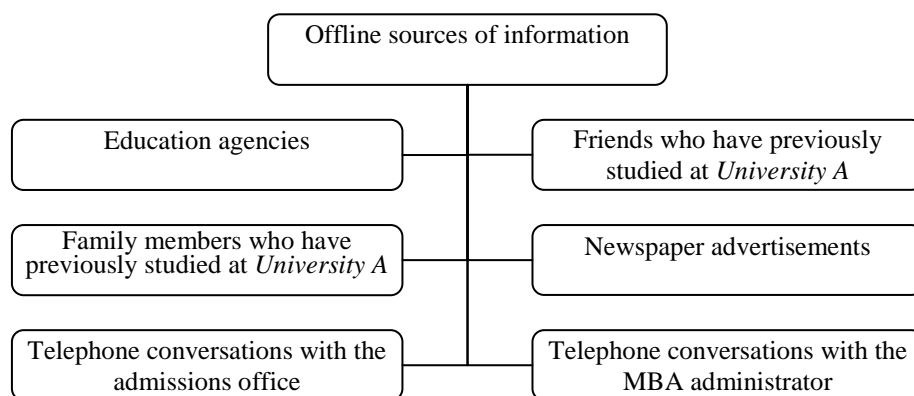 Offline sources of information
Education agencies
Friends who have previously
studied at University A
Family members who have
previously studied at University A
Newspaper advertisements
Telephone conversations with the
admissions office
Telephone conversations with the
MBA administrator